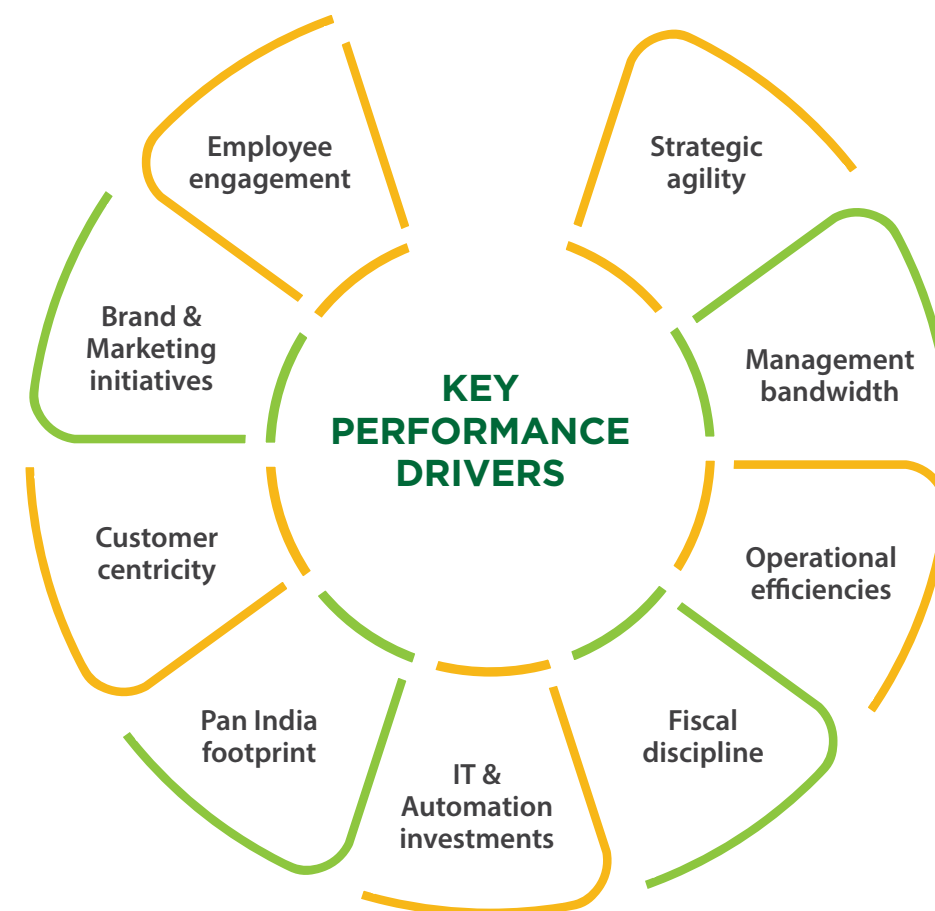 KEY
PERFORMANCE
DRIVERS
Strategic
agility
Management
bandwidth
Operational
efficiencies
Fiscal
discipline
IT &
Automation
investments
Pan India
footprint
Customer
centricity
Brand &
Marketing
initiatives
Employee
engagement